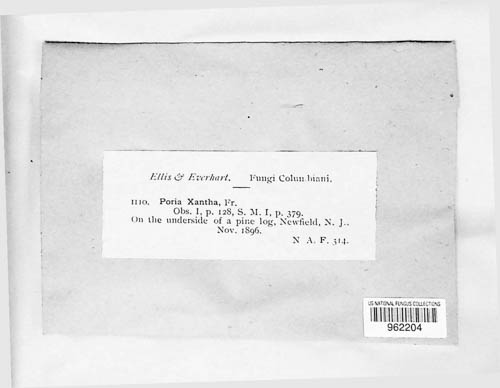 Ellis & Everhart. Fungi Columbiani.
1110. Poria Xantha, Fr.
Obs. I, p. 128, S. M. I, p. 379.
On the underside of a pine log, Newfield, N. J..
Nov. 1896.
N A. F. 314.
US NATIONAL FUNGUS COLLECTIONS
962204